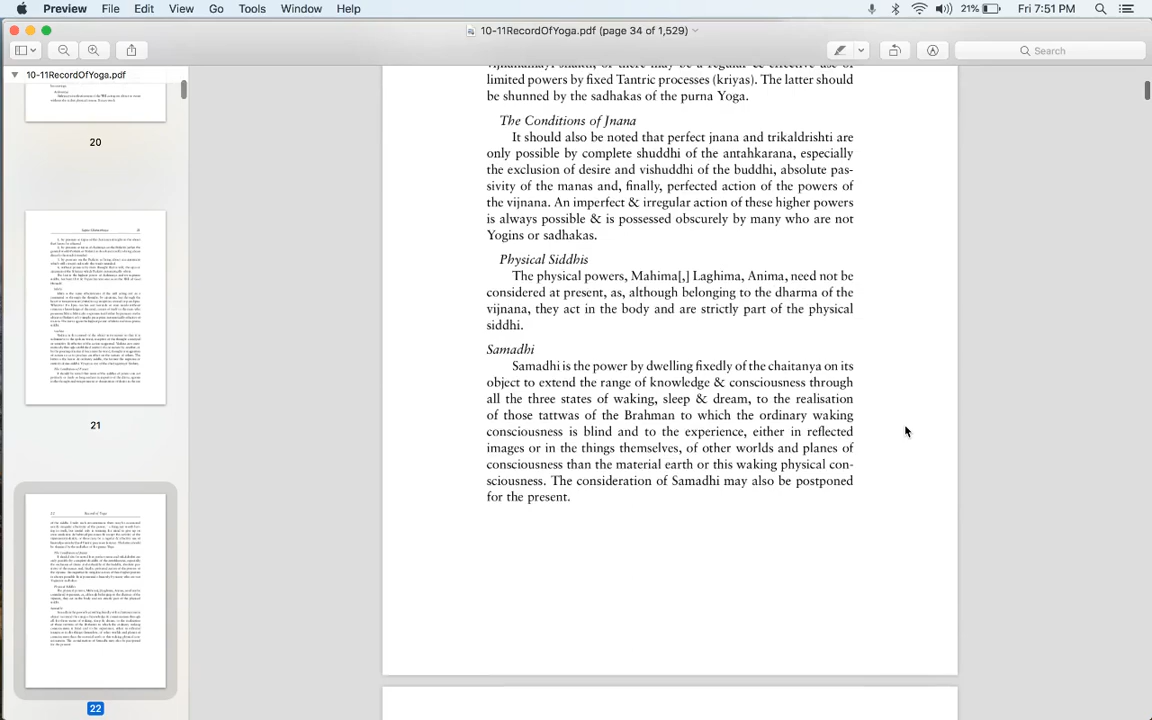 Preview File Edit View Go Tools Window Help 21% Fri 7:51 PM
10-11RecordOfYoga.pdf (page 34 of 1,529)
Search
10-11RecordOfYoga.pdf
20
21
22
limited powers by fixed Tantric processes (kriyas). The latter should
be shunned by the sadhakas of the purna Yoga.
The Conditions of Jnana
It should also be noted that perfect jnana and trikaldrishti are
only possible by complete shuddhi of the antahkarana, especially
the exclusion of desire and vishuddhi of the buddhi, absolute pas-
sivity of the manas and, finally, perfected action of the powers of
the vijnana. An imperfect & irregular action of these higher powers
is always possible & is possessed obscurely by many who are not
Yogins or sadhakas.
Physical Siddhis
The physical powers, Mahima[,] Laghima, Anima, need not be
considered at present, as, although belonging to the dharma of the
vijnana, they act in the body and are strictly part of the physical
siddhi.
Samadhi
Samadhi is the power by dwelling fixedly of the chaitanya on its
object to extend the range of knowledge & consciousness through
all the three states of waking, sleep & dream, to the realisation
of those tattwas of the Brahman to which the ordinary waking
consciousness is blind and to the experience, either in reflected
images or in the things themselves, of other worlds and planes of
consciousness than the material earth or this waking physical con-
sciousness. The consideration of Samadhi may also be postponed
for the present.